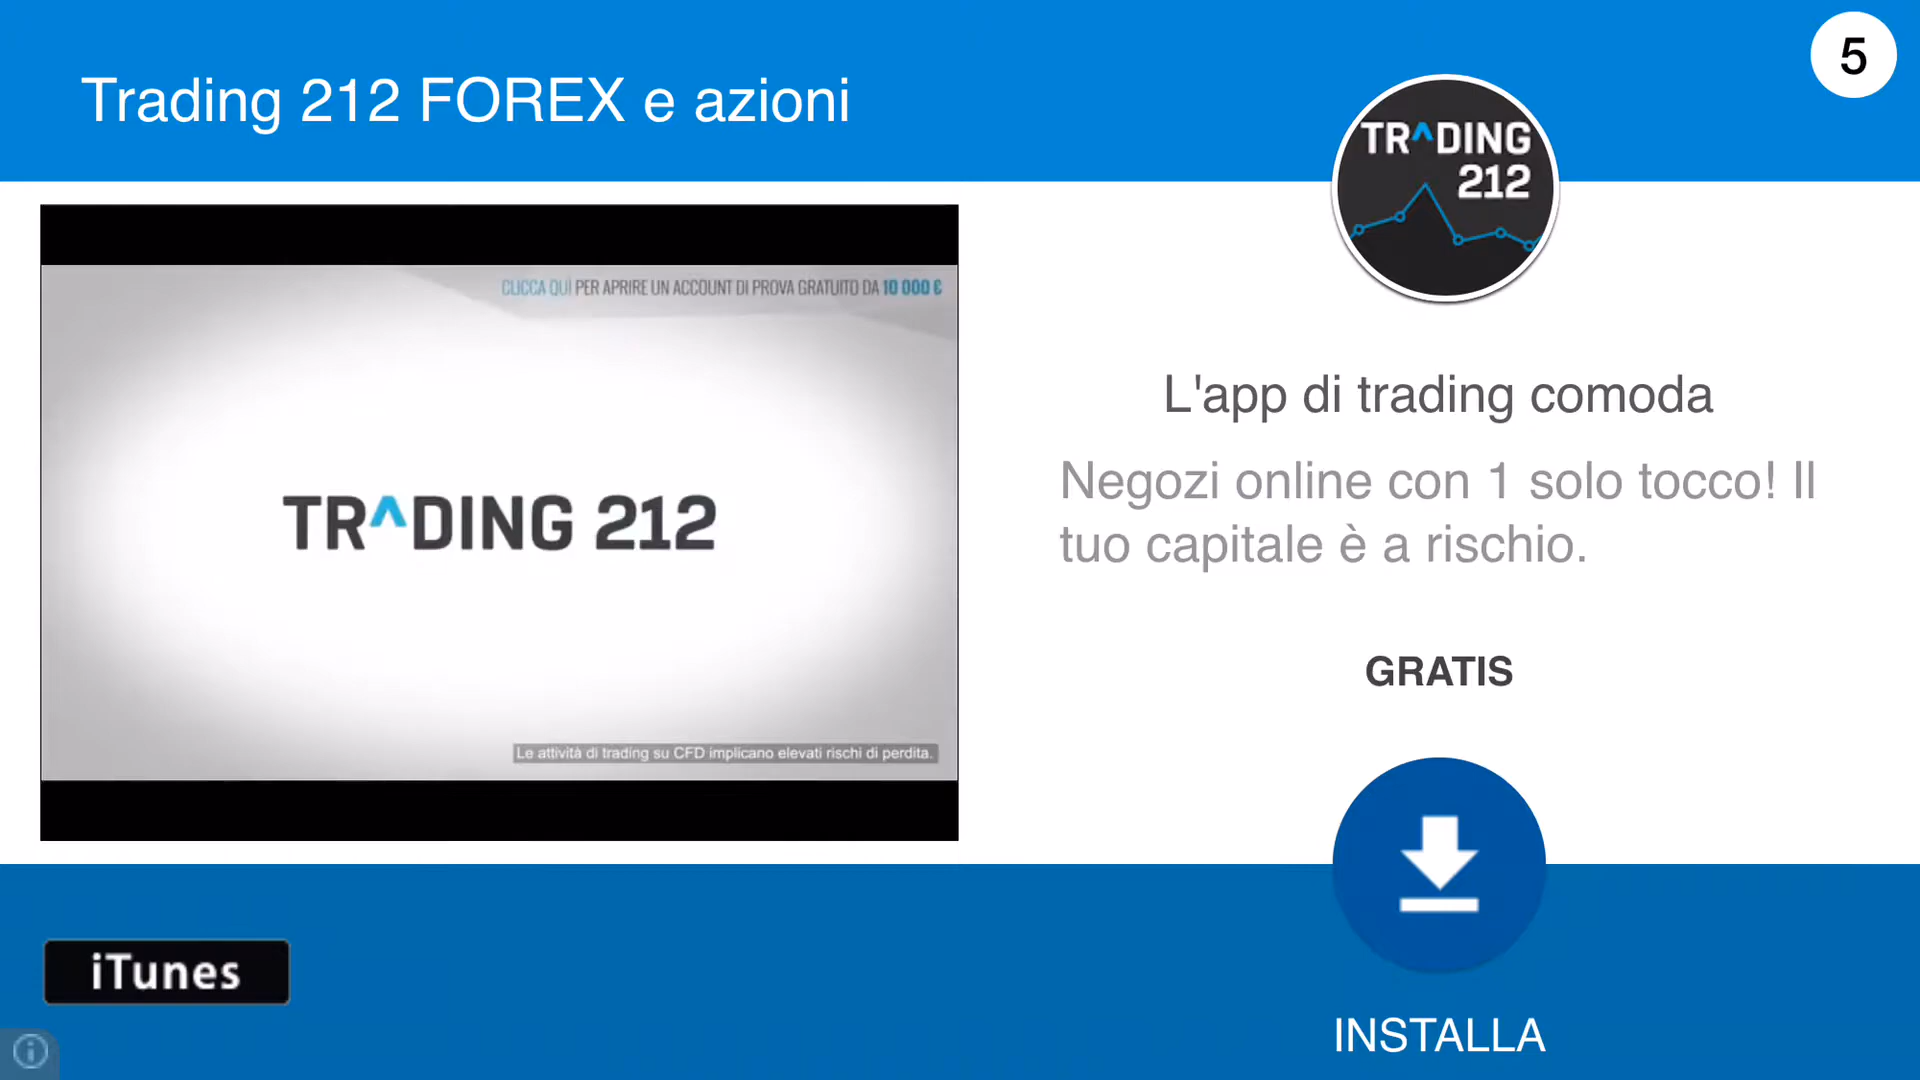 Trading 212 FOREX e azioni
5
TR^DING
212
CLICCA QUI PER APRIRE UN ACCOUNT DI PROVA GRATUITO DA 10 000 €
TR^DING 212
Le attività di trading su CFD implicano elevati rischi di perdita.
L'app di trading comoda
Negozi online con 1 solo tocco! Il
tuo capitale è a rischio.
GRATIS
iTunes
INSTALLA